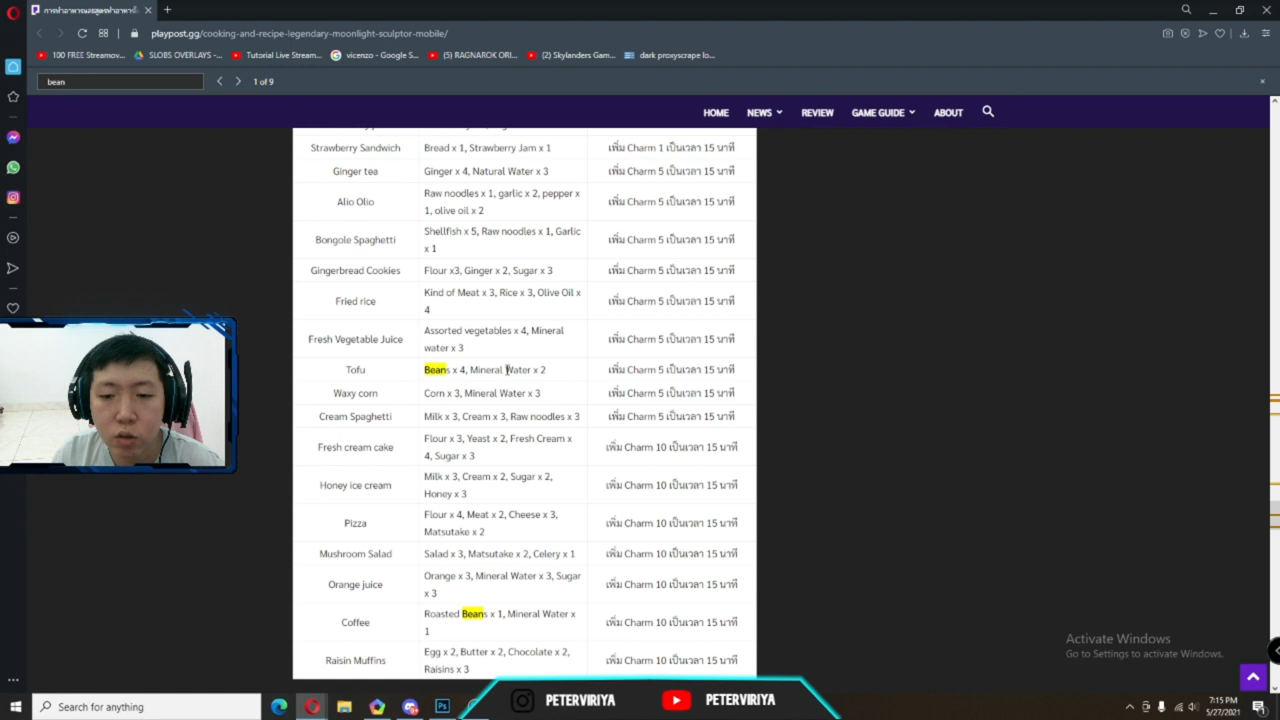 การทำอาหารและสูตรทำอาหารใ
playpost.gg/cooking-and-recipe-legendary-moonlight-sculptor-mobile/
100 FREE Streamov...
SLOBS OVERLAYS -...
Tutorial Live Stream...
vicenzo - Google S...
(5) RAGNAROK ORI...
(2) Skylanders Gam...
dark proxyscrape lo...
bean
1 of 9
HOME
NEWS
REVIEW
GAME GUIDE
ABOUT
Strawberry Sandwich
Bread x 1, Strawberry Jam x 1
เพิ่ม Charm 1 เป็นเวลา 15 นาที
Ginger tea
Ginger x 4, Natural Water x 3
เพิ่ม Charm 5 เป็นเวลา 15 นาที
Alio Olio
Raw noodles x 1, garlic x 2, pepper x
1, olive oil x 2
เพิ่ม Charm 5 เป็นเวลา 15 นาที
Bongole Spaghetti
Shellfish x 5, Raw noodles x 1, Garlic
x 1
เพิ่ม Charm 5 เป็นเวลา 15 นาที
Gingerbread Cookies
Flour x3, Ginger x 2, Sugar x 3
เพิ่ม Charm 5 เป็นเวลา 15 นาที
Fried rice
Kind of Meat x 3, Rice x 3, Olive Oil x
4
เพิ่ม Charm 5 เป็นเวลา 15 นาที
Fresh Vegetable Juice
Assorted vegetables x 4, Mineral
water x 3
เพิ่ม Charm 5 เป็นเวลา 15 นาที
Tofu
Beans x 4, Mineral Water x 2
เพิ่ม Charm 5 เป็นเวลา 15 นาที
Waxy corn
Corn x 3, Mineral Water x 3
เพิ่ม Charm 5 เป็นเวลา 15 นาที
Cream Spaghetti
Milk x 3, Cream x 3, Raw noodles x 3
เพิ่ม Charm 5 เป็นเวลา 15 นาที
Fresh cream cake
Flour x 3, Yeast x 2, Fresh Cream x
4, Sugar x 3
เพิ่ม Charm 10 เป็นเวลา 15 นาที
Honey ice cream
Milk x 3, Cream x 2, Sugar x 2,
Honey x 3
เพิ่ม Charm 10 เป็นเวลา 15 นาที
Pizza
Flour x 4, Meat x 2, Cheese x 3,
Matsutake x 2
เพิ่ม Charm 10 เป็นเวลา 15 นาที
Mushroom Salad
Salad x 3, Matsutake x 2, Celery x 1
เพิ่ม Charm 10 เป็นเวลา 15 นาที
Orange juice
Orange x 3, Mineral Water x 3, Sugar
x 3
เพิ่ม Charm 10 เป็นเวลา 15 นาที
Coffee
Roasted Beans x 1, Mineral Water x
1
เพิ่ม Charm 10 เป็นเวลา 15 นาที
Raisin Muffins
Egg x 2, Butter x 2, Chocolate x 2,
Raisins x 3
เพิ่ม Charm 10 เป็นเวลา 15 นาที
Activate Windows
Go to Settings to activate Windows.
PETERVIRIYA
PETERVIRIYA
Search for anything
7:15 PM
5/27/2021